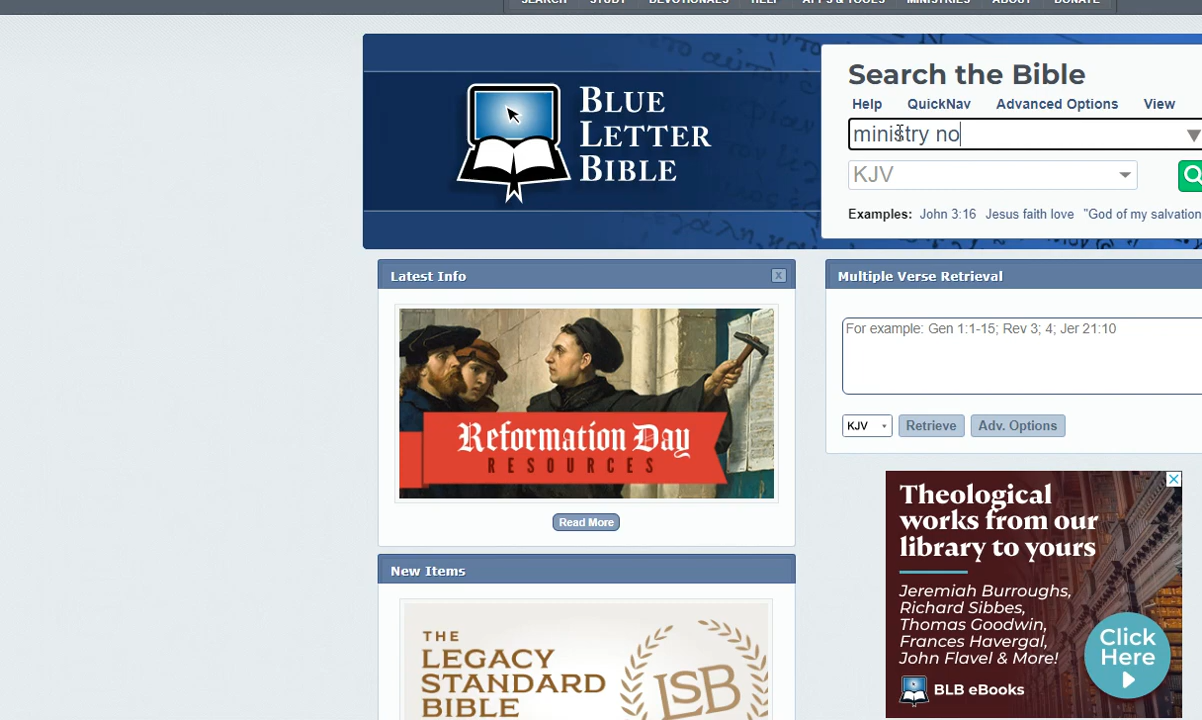 SEARCH STUDY DEVOTIONALS HELP APPS & TOOLS MINISTRIES ABOUT DONATE
BLUE
LETTER
BIBLE
Search the Bible
Help QuickNav Advanced Options View
ministry no
KJV
Examples: John 3:16 Jesus faith love "God of my salvation
Latest Info x
Reformation Day
RESOURCES
Read More
New Items
THE
LEGACY
STANDARD
BIBLE
LSB
Multiple Verse Retrieval
For example: Gen 1:1-15; Rev 3; 4; Jer 21:10
KJV Retrieve Adv. Options
Theological
works from our
library to yours
Jeremiah Burroughs,
Richard Sibbes,
Thomas Goodwin,
Frances Havergal,
John Flavel & More!
Click
Here
BLB eBooks